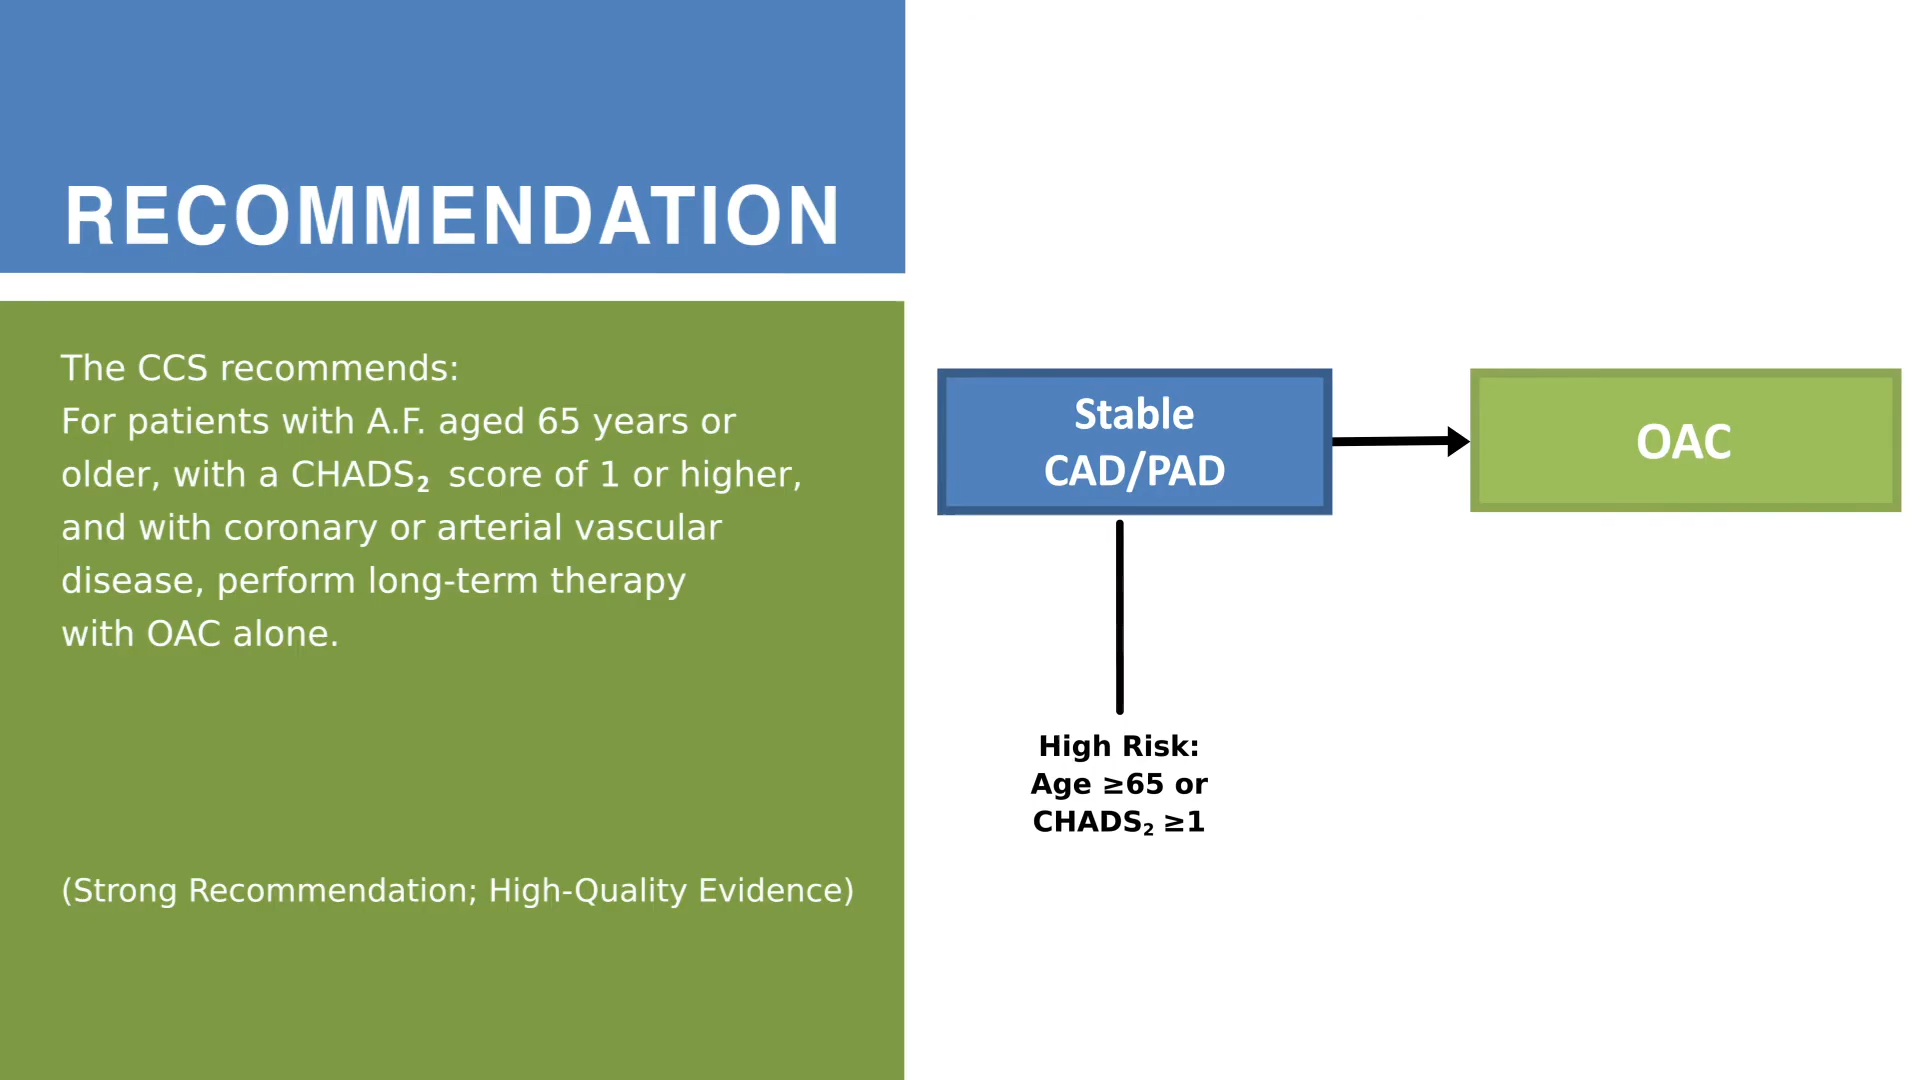 RECOMMENDATION
The CCS recommends:
For patients with A.F. aged 65 years or
older, with a CHADS₂ score of 1 or higher,
and with coronary or arterial vascular
disease, perform long-term therapy
with OAC alone.
(Strong Recommendation; High-Quality Evidence)
Stable
CAD/PAD
OAC
High Risk:
Age ≥65 or
CHADS₂ ≥1